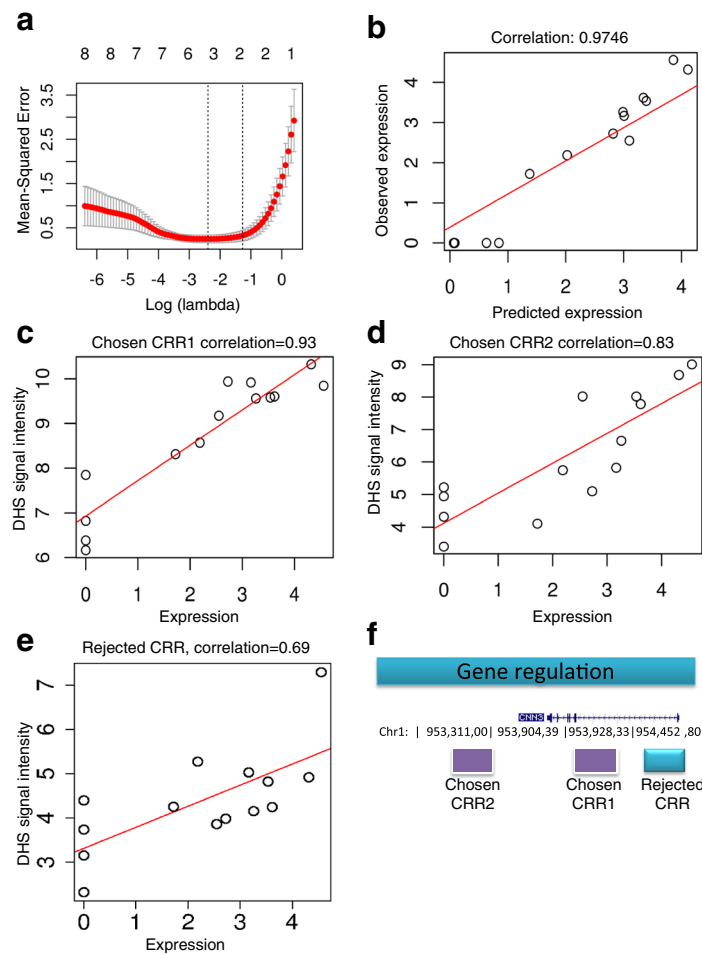 a
8 8 7 7 6 3 2 2 1
Mean-Squared Error
3.5
2.5
1.5
0.5
-6 -5 -4 -3 -2 -1 0
Log (lambda)
b
Correlation: 0.9746
Observed expression
4
3
2
1
0
0 1 2 3 4
Predicted expression
c
Chosen CRR1 correlation=0.93
DHS signal intensity
10
9
8
7
6
0 1 2 3 4
Expression
d
Chosen CRR2 correlation=0.83
DHS signal intensity
9
8
7
6
5
4
0 1 2 3 4
Expression
e
Rejected CRR, correlation=0.69
DHS signal intensity
7
6
5
4
3
0 1 2 3 4
Expression
f
Gene regulation
CNN3
Chr1: | 953,311,00| 953,904,39 |953,928,33|954,452 ,80
Chosen CRR2
Chosen CRR1
Rejected CRR